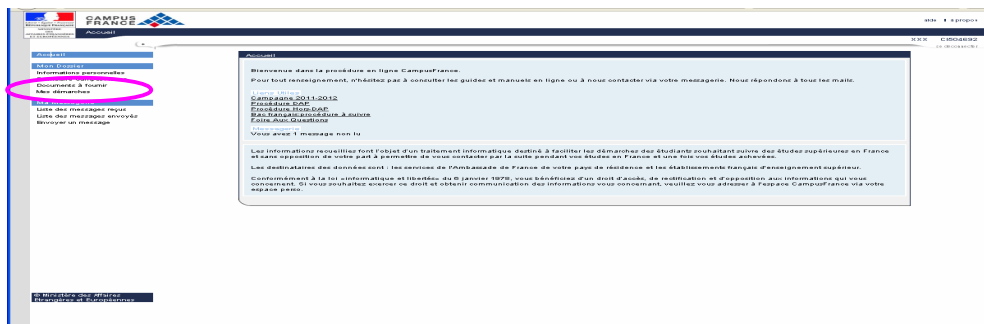 CAMPUS
FRANCE
aide
à propos
Accueil
XXX CI504692
se déconnecter
Accueil
Mon Dossier
Informations personnelles
Documents à fournir
Mes démarches
Ma messagerie
Liste des messages reçus
Liste des messages envoyés
Envoyer un message
Accueil
Bienvenue dans la procédure en ligne CampusFrance.
Pour tout renseignement, n'hésitez pas à consulter les guides et manuels en ligne ou à nous contacter via votre messagerie. Nous répondons à tous les mails.
Liens Utiles
Campagne 2011-2012
Procédure DAP
Procédure Hors-DAP
Bac français:procédure à suivre
Foire Aux Questions
Messagerie
Vous avez 1 message non lu
Les informations recueillies font l'objet d'un traitement informatique destiné à faciliter les démarches des étudiants souhaitant suivre des études supérieures en France
et sans opposition de votre part à permettre de vous contacter par la suite pendant vos études en France et une fois vos études achevées.
Les destinataires des données sont : les services de l'Ambassade de France de votre pays de résidence et les établissements français d'enseignement supérieur.
Conformément à la loi «informatique et libertés» du 6 janvier 1978, vous bénéficiez d'un droit d'accès, de rectification et d'opposition aux informations qui vous
concernent. Si vous souhaitez exercer ce droit et obtenir communication des informations vous concernant, veuillez vous adresser à l'espace CampusFrance via votre
espace perso.
© Ministère des Affaires
Etrangères et Européennes